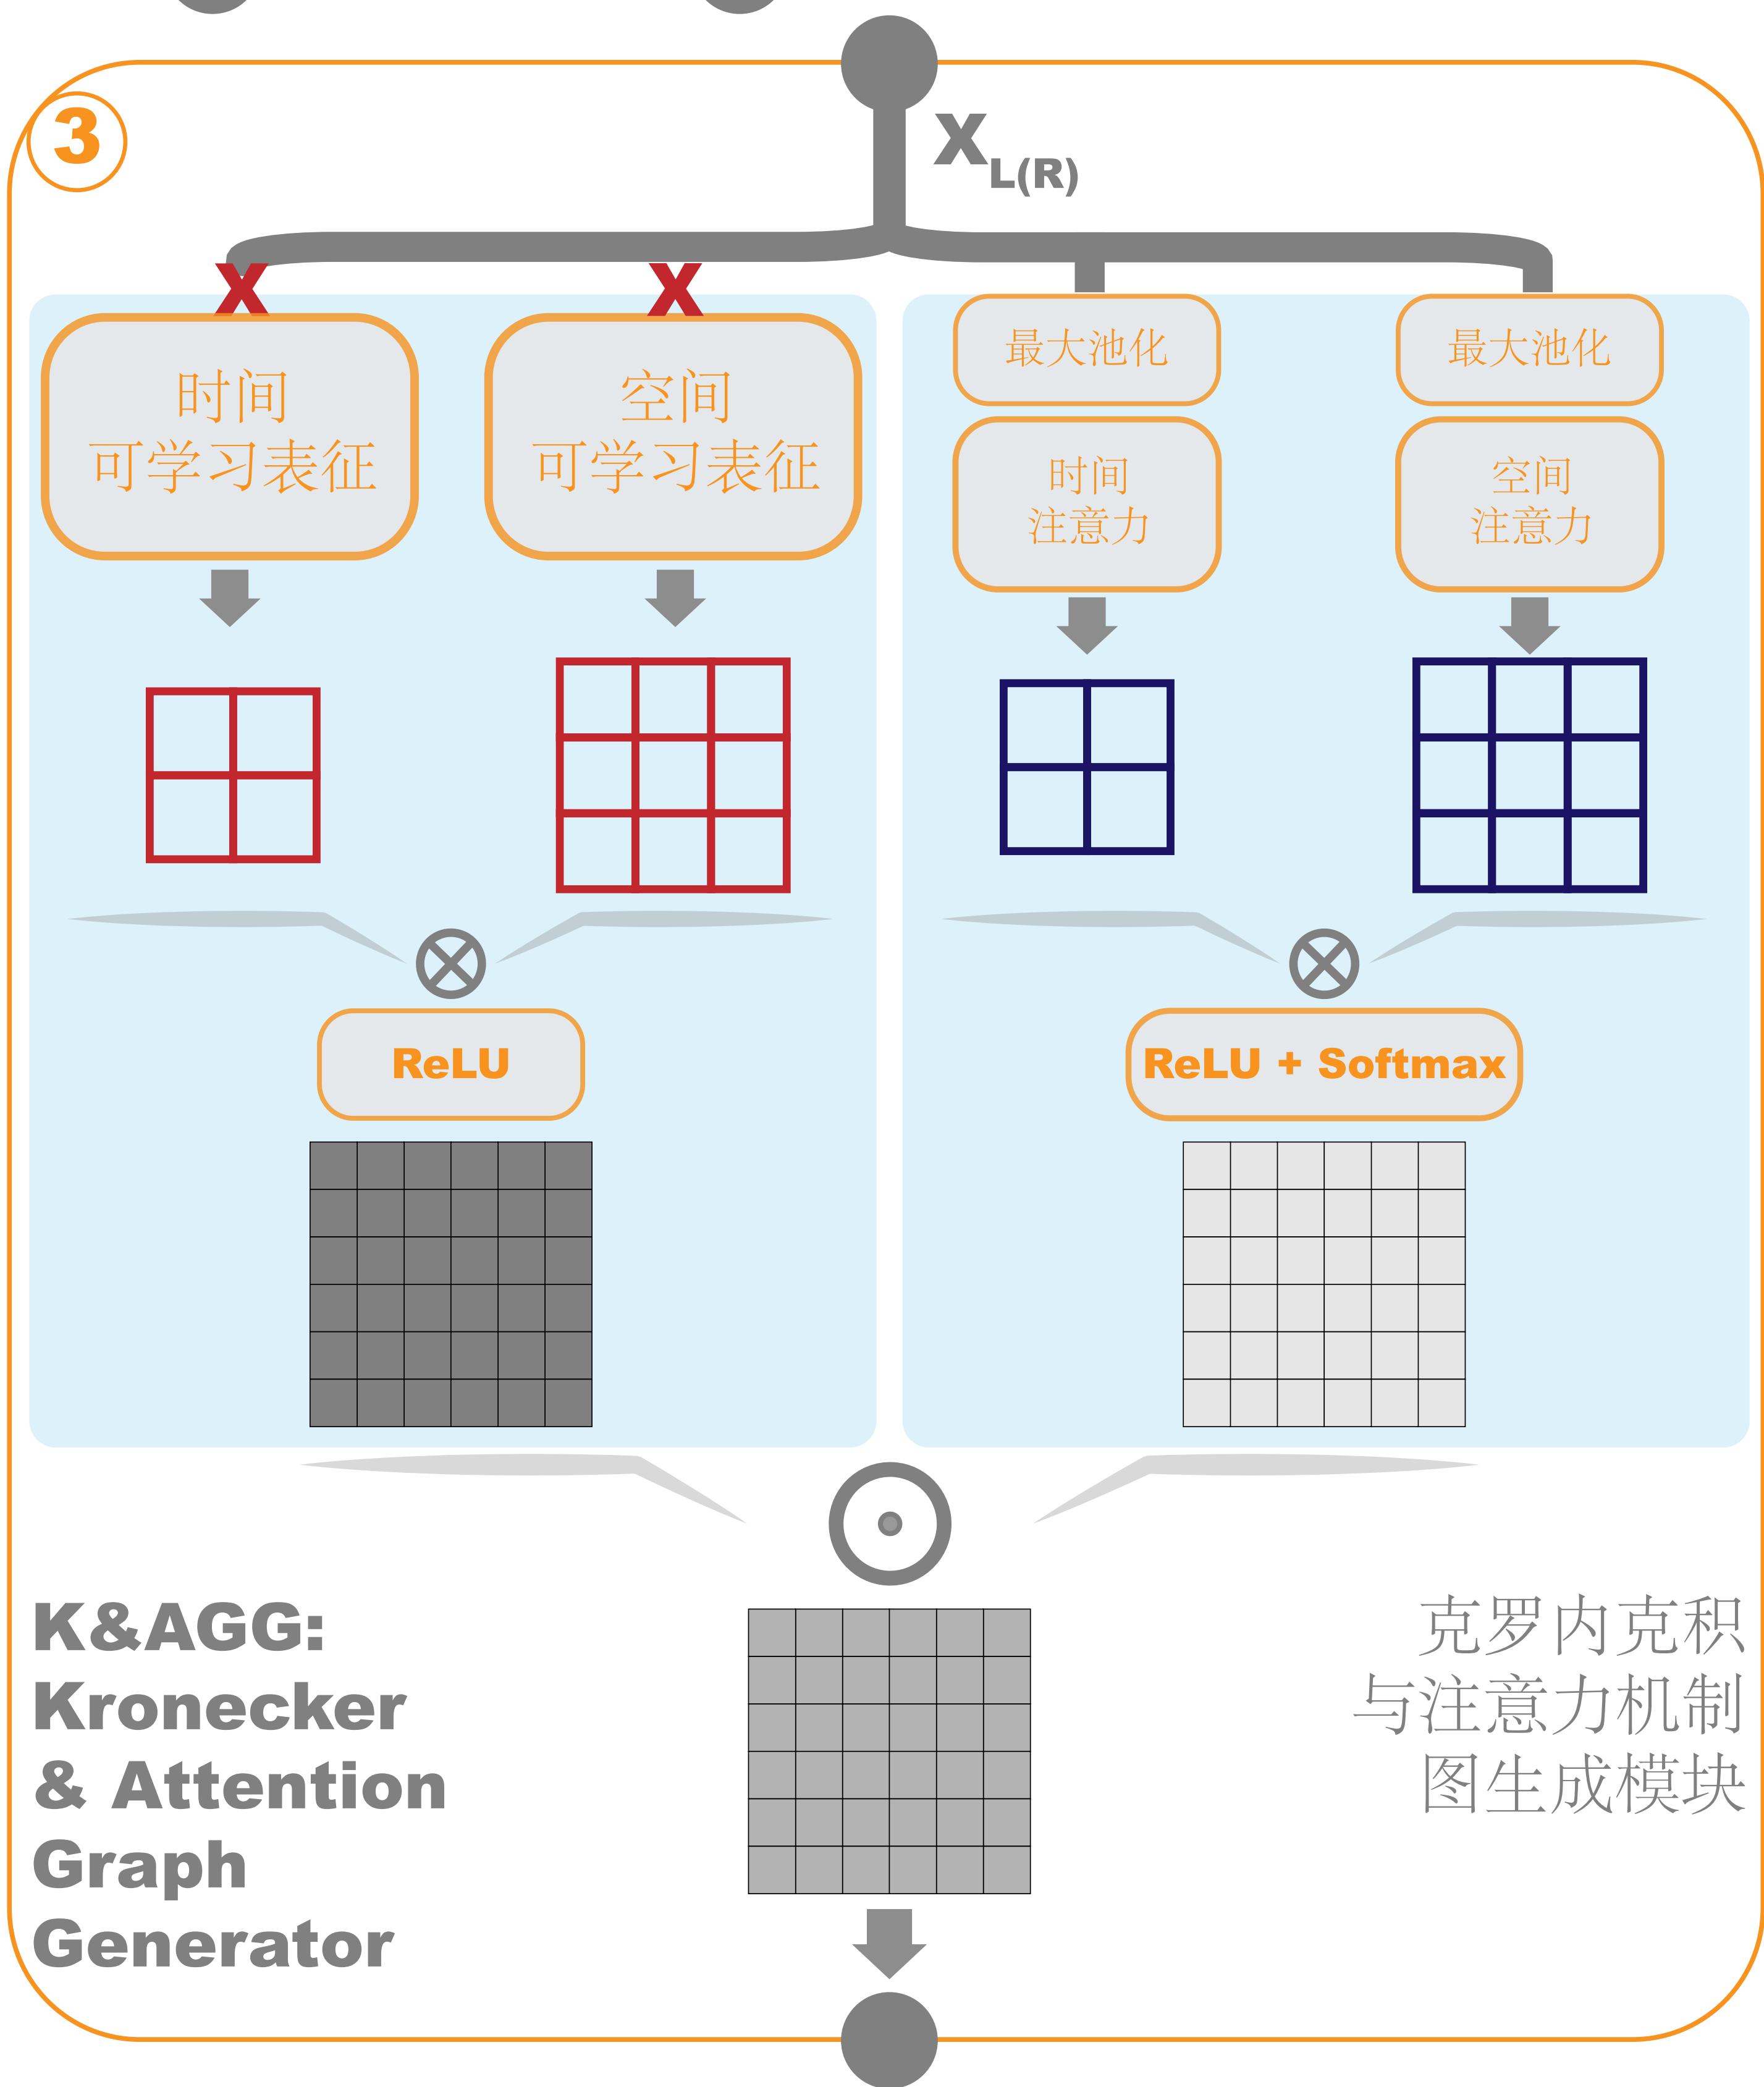 3
X L(R)
X
X
时间
可学习表征
空间
可学习表征
最大池化
最大池化
时间
注意力
空间
注意力
ReLU
ReLU + Softmax
K&AGG:
Kronecker
& Attention
Graph
Generator
克罗内克积
与注意力机制
图生成模块